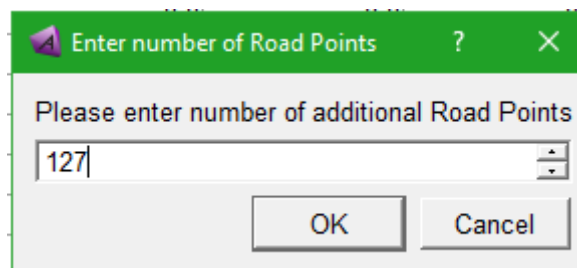 Enter number of Road Points ?
Please enter number of additional Road Points
127
OK Cancel